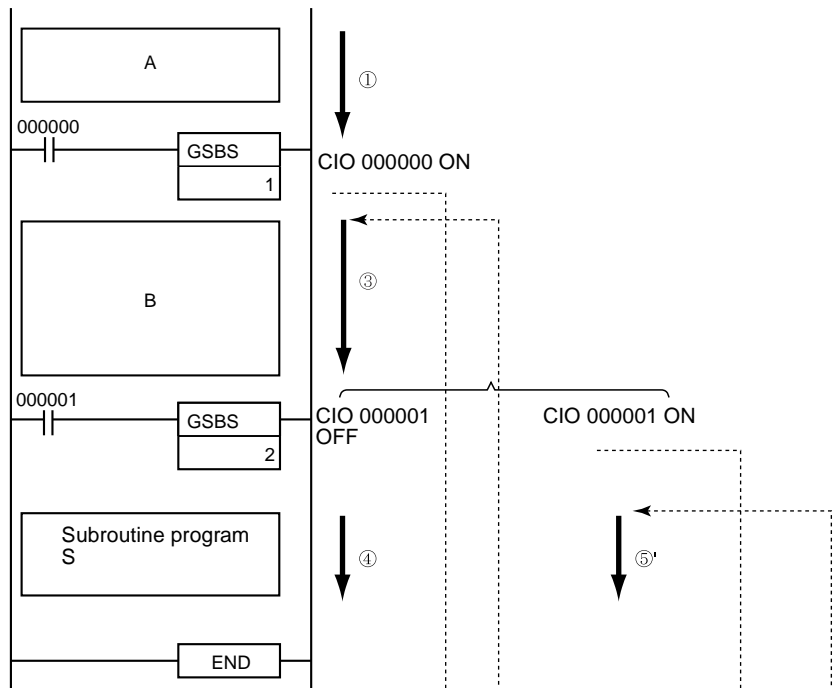 A
①
000000
GSBS
CIO 000000 ON
1
③
B
000001
GSBS
CIO 000001
OFF
CIO 000001 ON
2
Subroutine program
S
④
⑤'
END